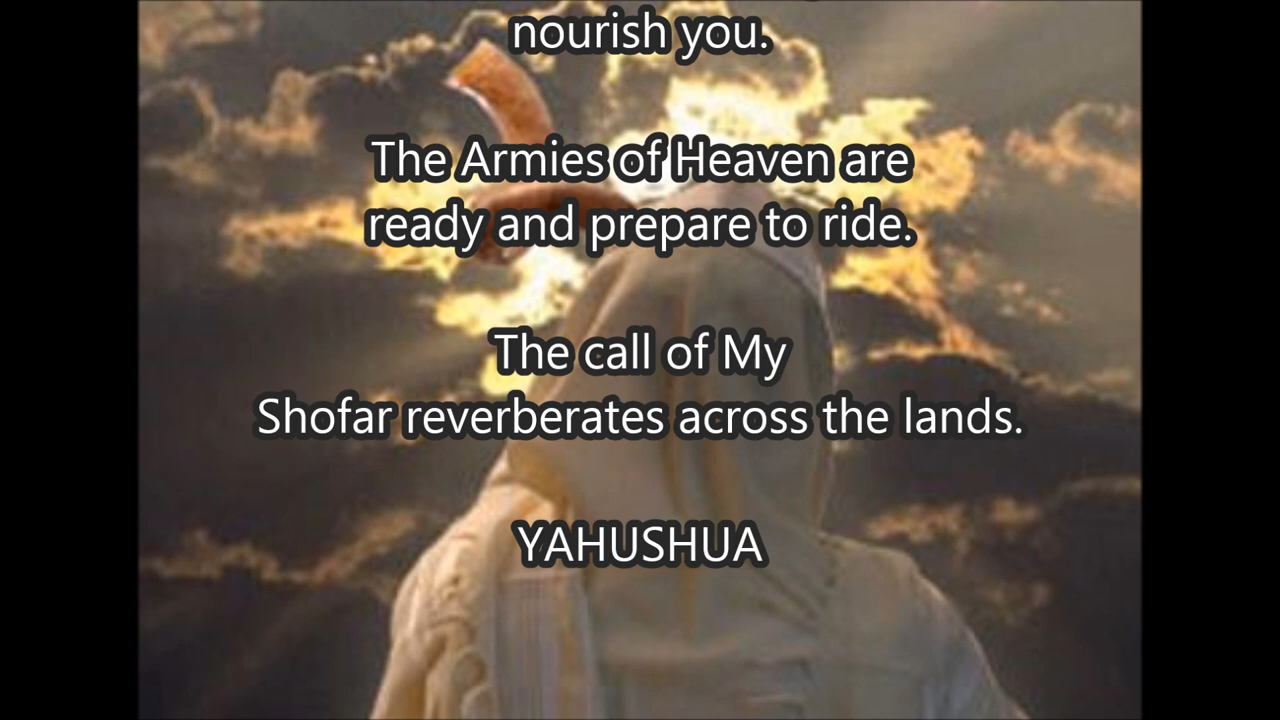 nourish you.
The Armies of Heaven are
ready and prepare to ride.
The call of My
Shofar reverberates across the lands.
YAHUSHUA